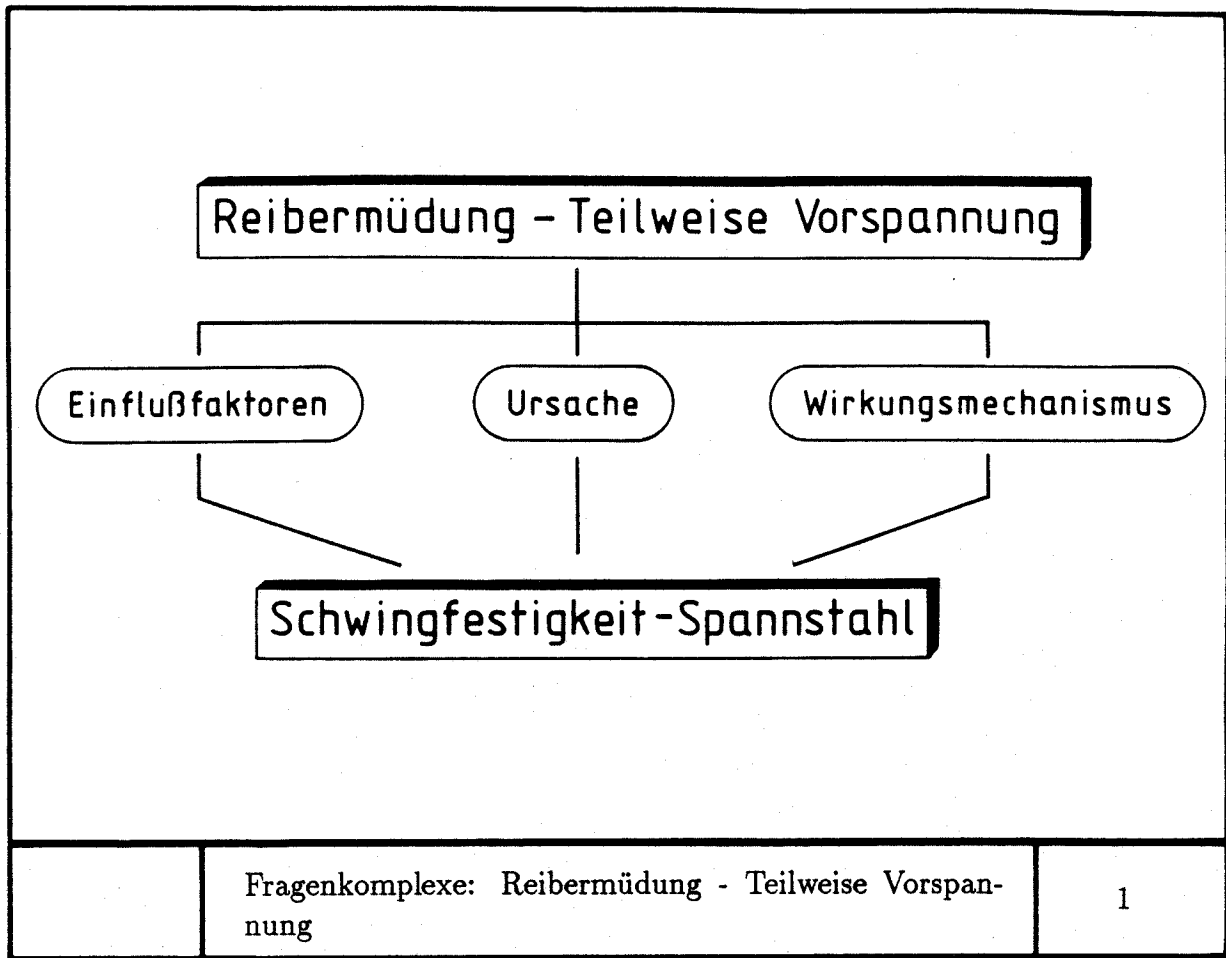 Reibermüdung – Teilweise Vorspannung
Einflußfaktoren
Ursache
Wirkungsmechanismus
Schwingfestigkeit-Spannstahl
Fragenkomplexe: Reibermüdung - Teilweise Vorspan-
nung
1